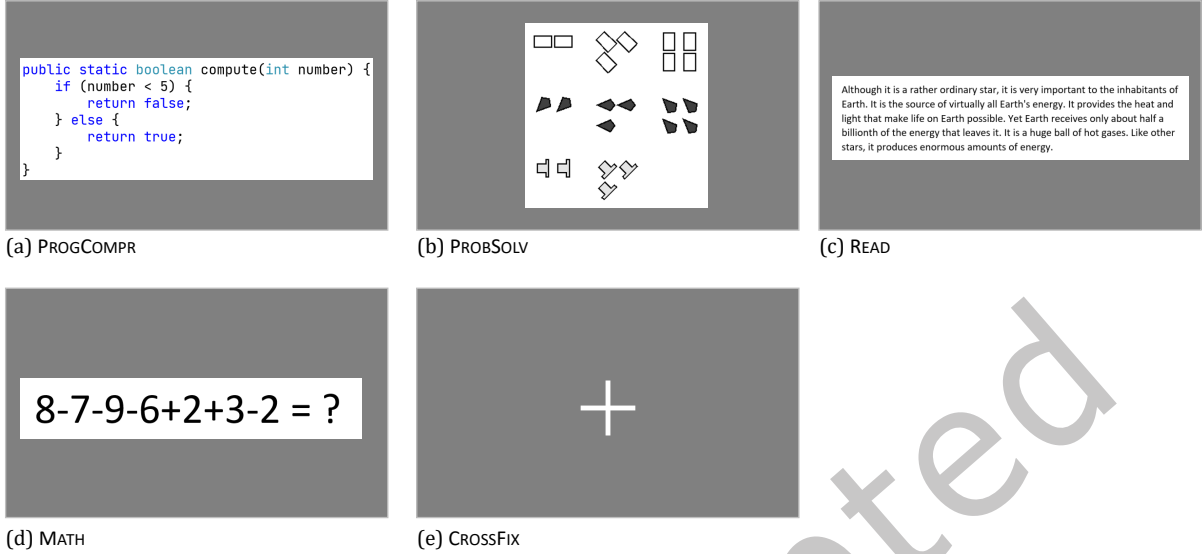 public static boolean compute(int number) {
    if (number < 5) {
        return false;
    } else {
        return true;
    }
}
(a) PROGCOMPR
(b) PROBSOLV
Although it is a rather ordinary star, it is very important to the inhabitants of
Earth. It is the source of virtually all Earth's energy. It provides the heat and
light that make life on Earth possible. Yet Earth receives only about half a
billionth of the energy that leaves it. It is a huge ball of hot gases. Like other
stars, it produces enormous amounts of energy.
(c) READ
8-7-9-6+2+3-2 = ?
(d) MATH
(e) CROSSFIX